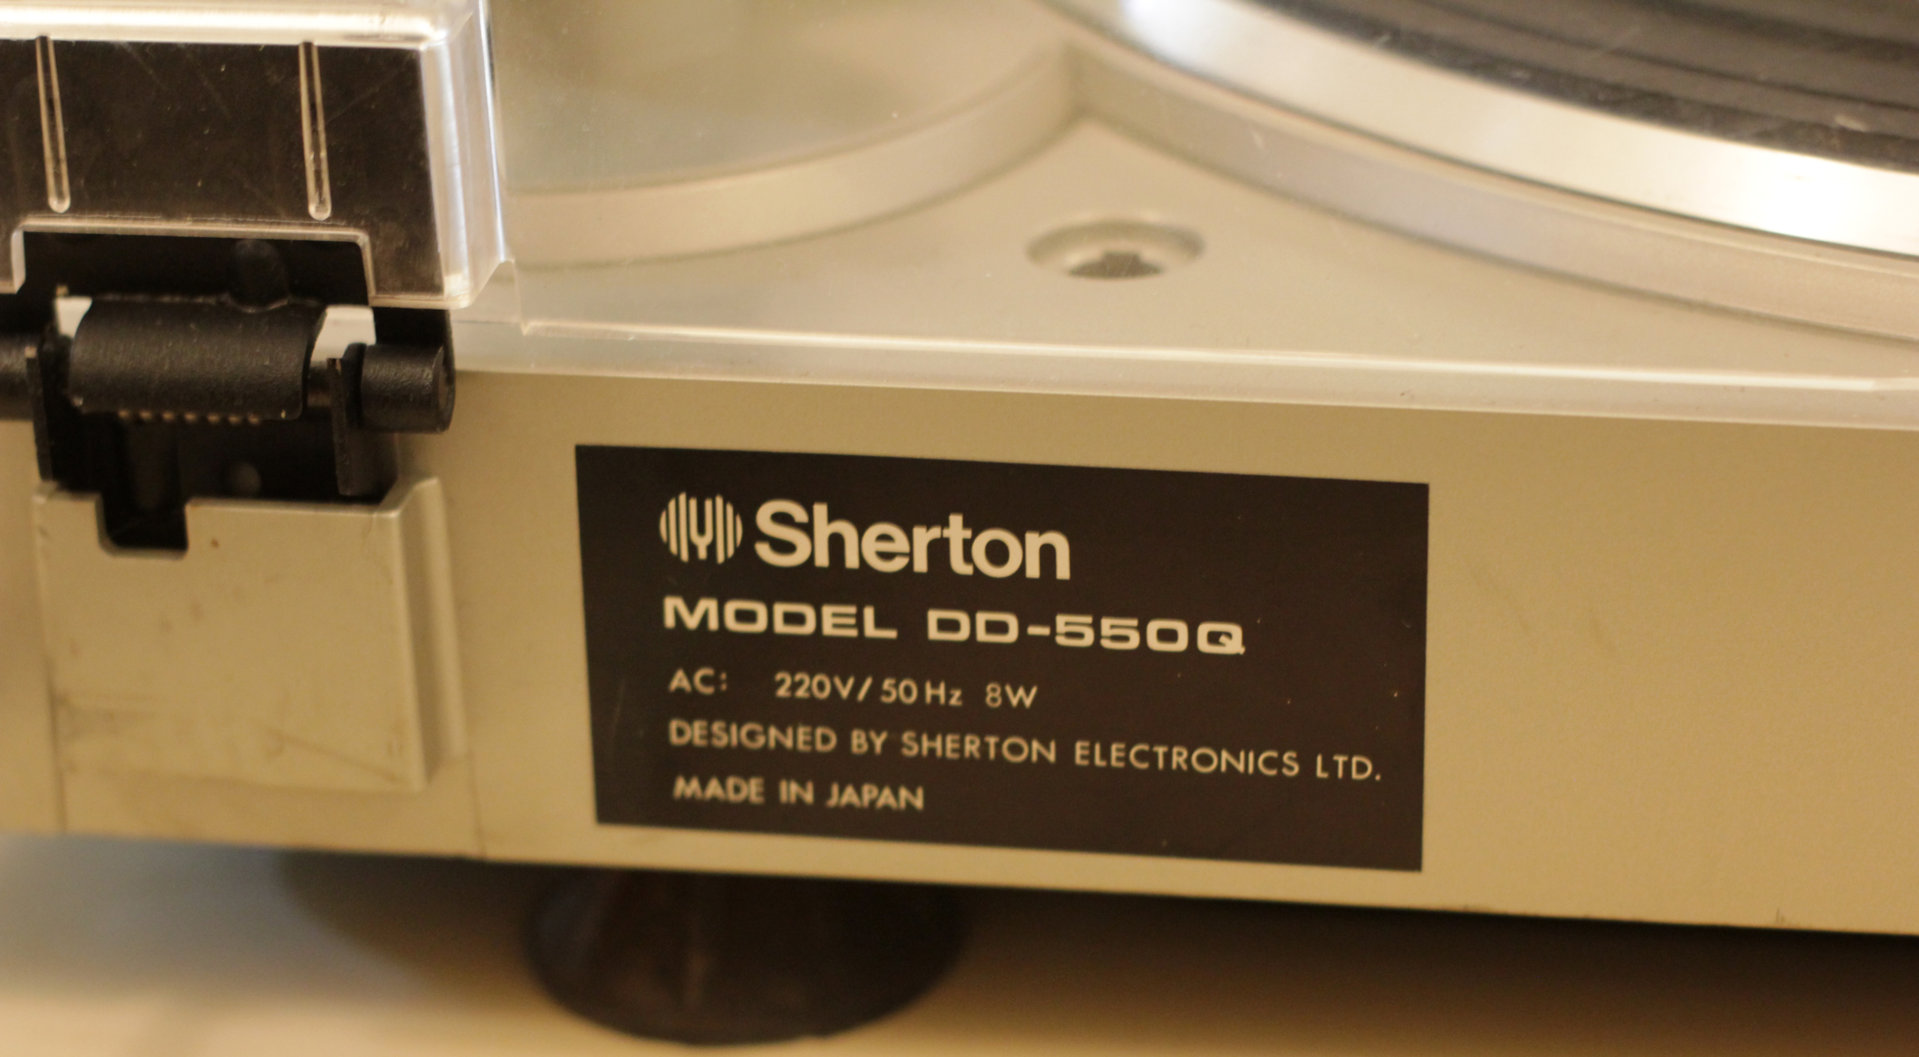 Sherton
MODEL DD-550Q
AC: 220V/50Hz 8W
DESIGNED BY SHERTON ELECTRONICS LTD.
MADE IN JAPAN